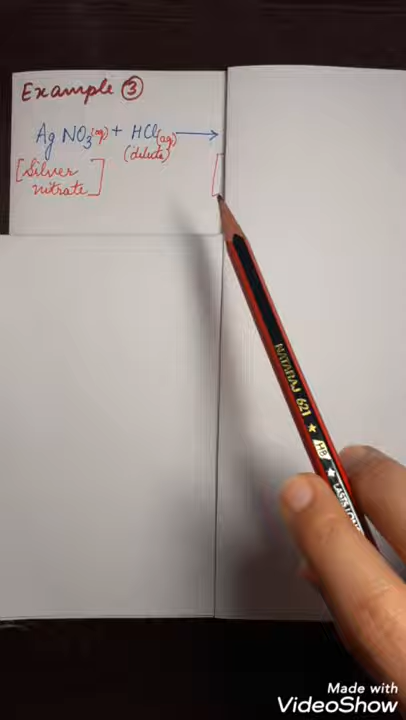 Example ③
AgNO₃(aq) + HCl(aq) ⟶
(dilute)
[Silver
nitrate]
[
NATARAJ 621 ★ HB ★
Made with
VideoShow